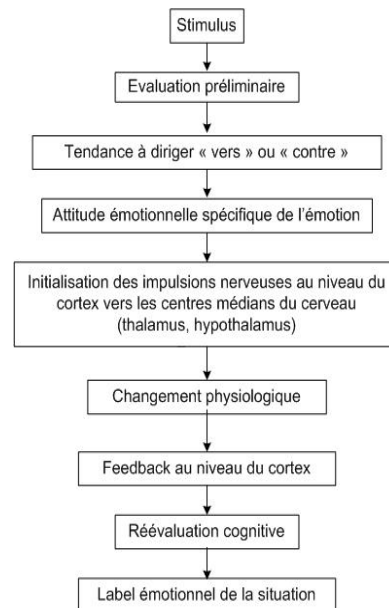 Stimulus
Evaluation préliminaire
Tendance à diriger « vers » ou « contre »
Attitude émotionnelle spécifique de l'émotion
Initialisation des impulsions nerveuses au niveau du
cortex vers les centres médians du cerveau
(thalamus, hypothalamus)
Changement physiologique
Feedback au niveau du cortex
Réévaluation cognitive
Label émotionnel de la situation